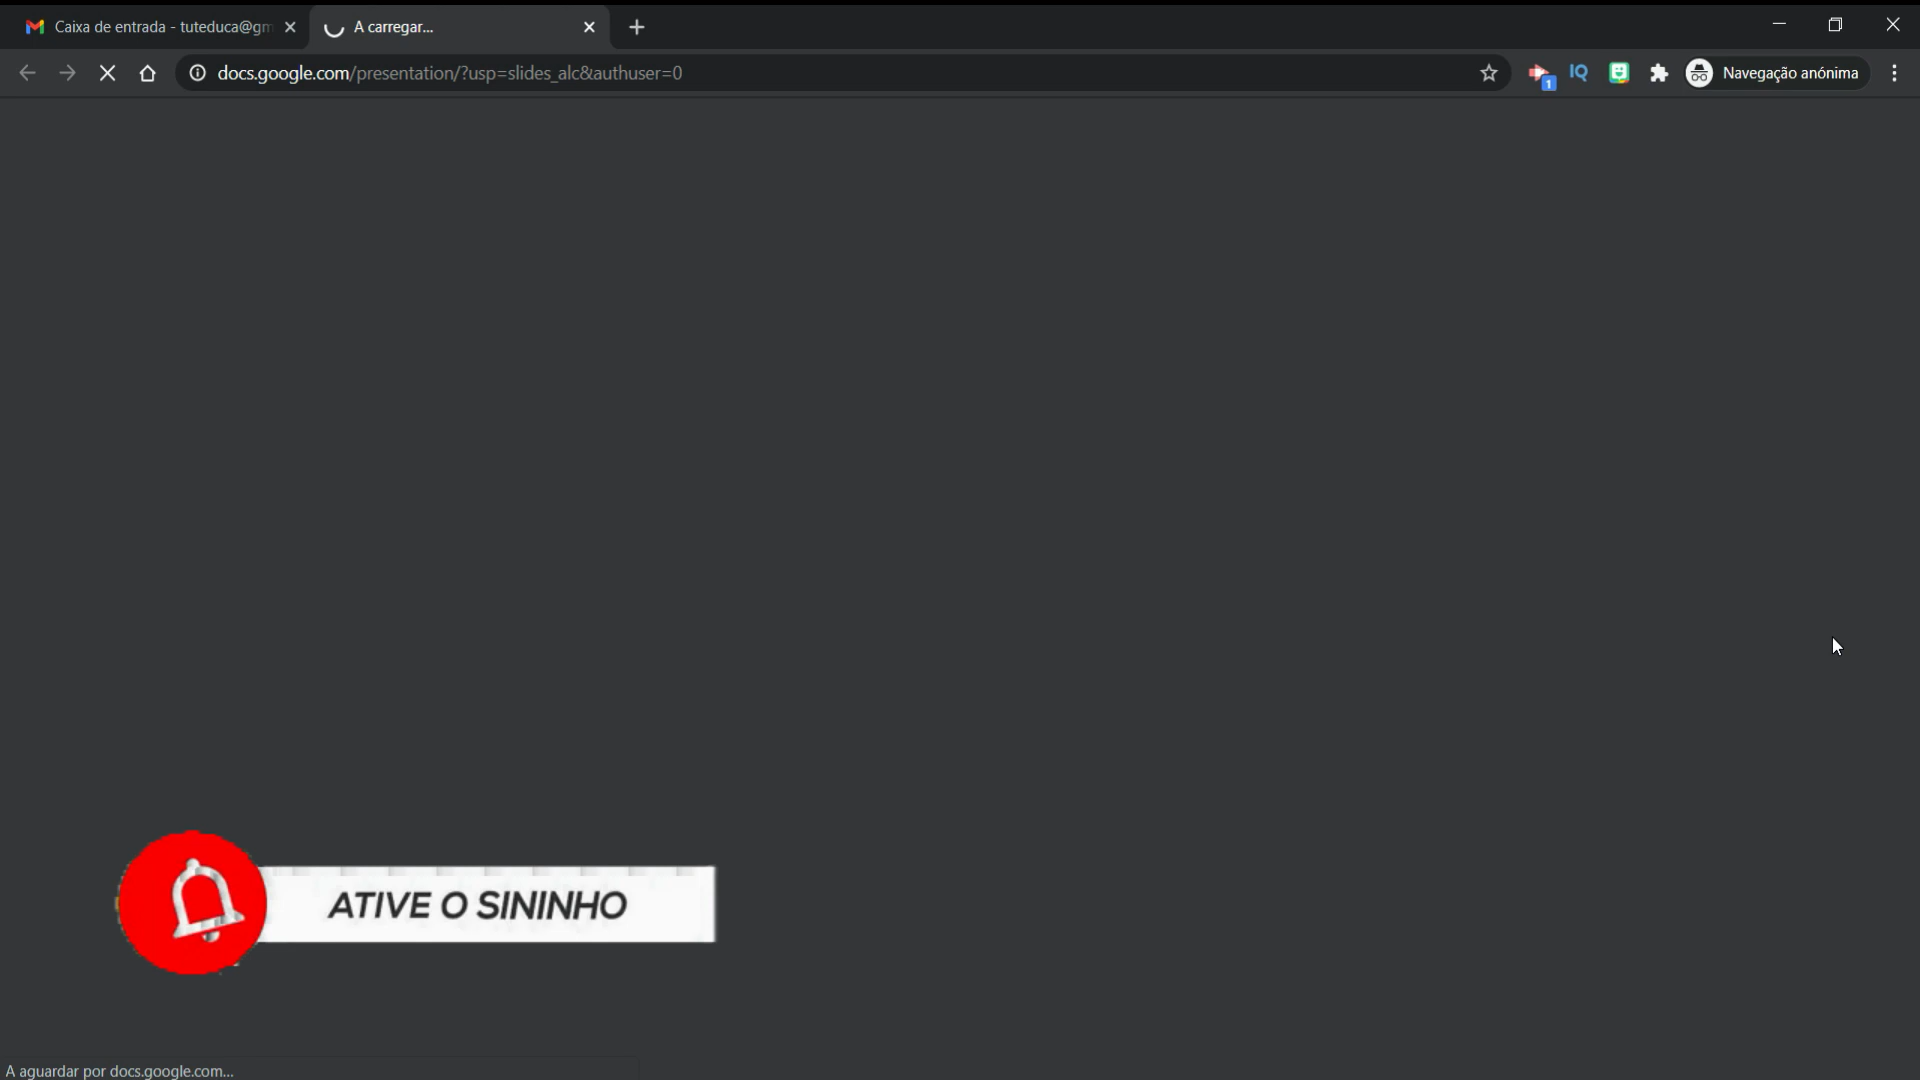 Caixa de entrada - tuteduca@gm
A carregar...
docs.google.com/presentation/?usp=slides_alc&authuser=0
1
IQ
Navegação anónima
ATIVE O SININHO
A aguardar por docs.google.com...